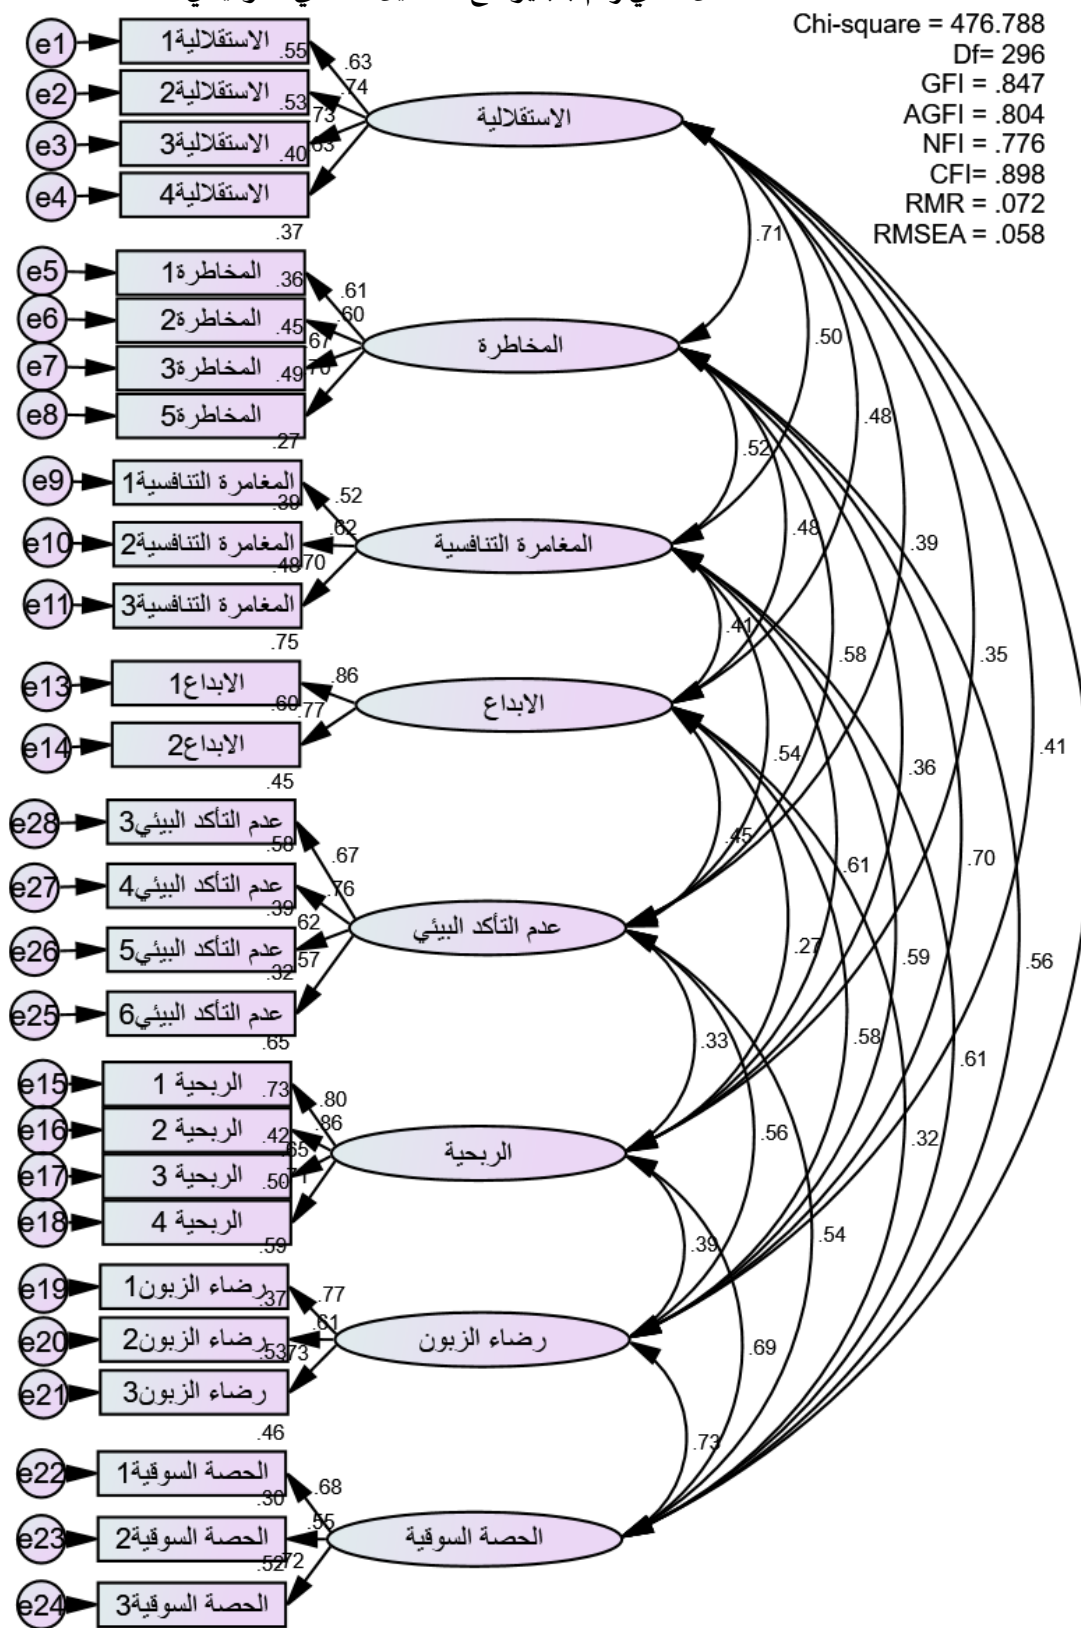 Chi-square = 476.788
Df= 296
GFI = .847
AGFI = .804
NFI = .776
CFI= .898
RMR = .072
RMSEA = .058
e1
الاستقلالية1
.55
.63
e2
الاستقلالية2
.53
.74
e3
الاستقلالية3
.40
.73
e4
الاستقلالية4
.63
الاستقلالية
.37
e5
المخاطرة1
.36
.61
e6
المخاطرة2
.45
.60
e7
المخاطرة3
.49
.67
e8
المخاطرة5
.70
المخاطرة
.27
e9
المغامرة التنافسية1
.39
.52
e10
المغامرة التنافسية2
.48
.62
e11
المغامرة التنافسية3
.70
المغامرة التنافسية
.75
e13
الابداع1
.60
.86
e14
الابداع2
.77
الابداع
.45
e28
عدم التأكد البيئي3
.58
.67
e27
عدم التأكد البيئي4
.39
.76
e26
عدم التأكد البيئي5
.32
.62
e25
عدم التأكد البيئي6
.57
عدم التأكد البيئي
.65
e15
الربحية 1
.73
.80
e16
الربحية 2
.42
.86
e17
الربحية 3
.50
.65
e18
الربحية 4
.71
الربحية
.59
e19
رضاء الزبون1
.37
.77
e20
رضاء الزبون2
.53
.61
e21
رضاء الزبون3
.73
رضاء الزبون
.46
e22
الحصة السوقية1
.30
.68
e23
الحصة السوقية2
.52
.55
e24
الحصة السوقية3
.72
الحصة السوقية
.71
.50
.48
.52
.48
.39
.41
.58
.35
.54
.36
.41
.45
.61
.70
.27
.59
.56
.58
.61
.33
.56
.32
.54
.39
.69
.73